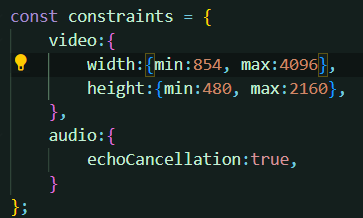 const constraints = {
    video:{
        width:{min:854, max:4096},
        height:{min:480, max:2160},
    },
    audio:{
        echoCancellation:true,
    }
};